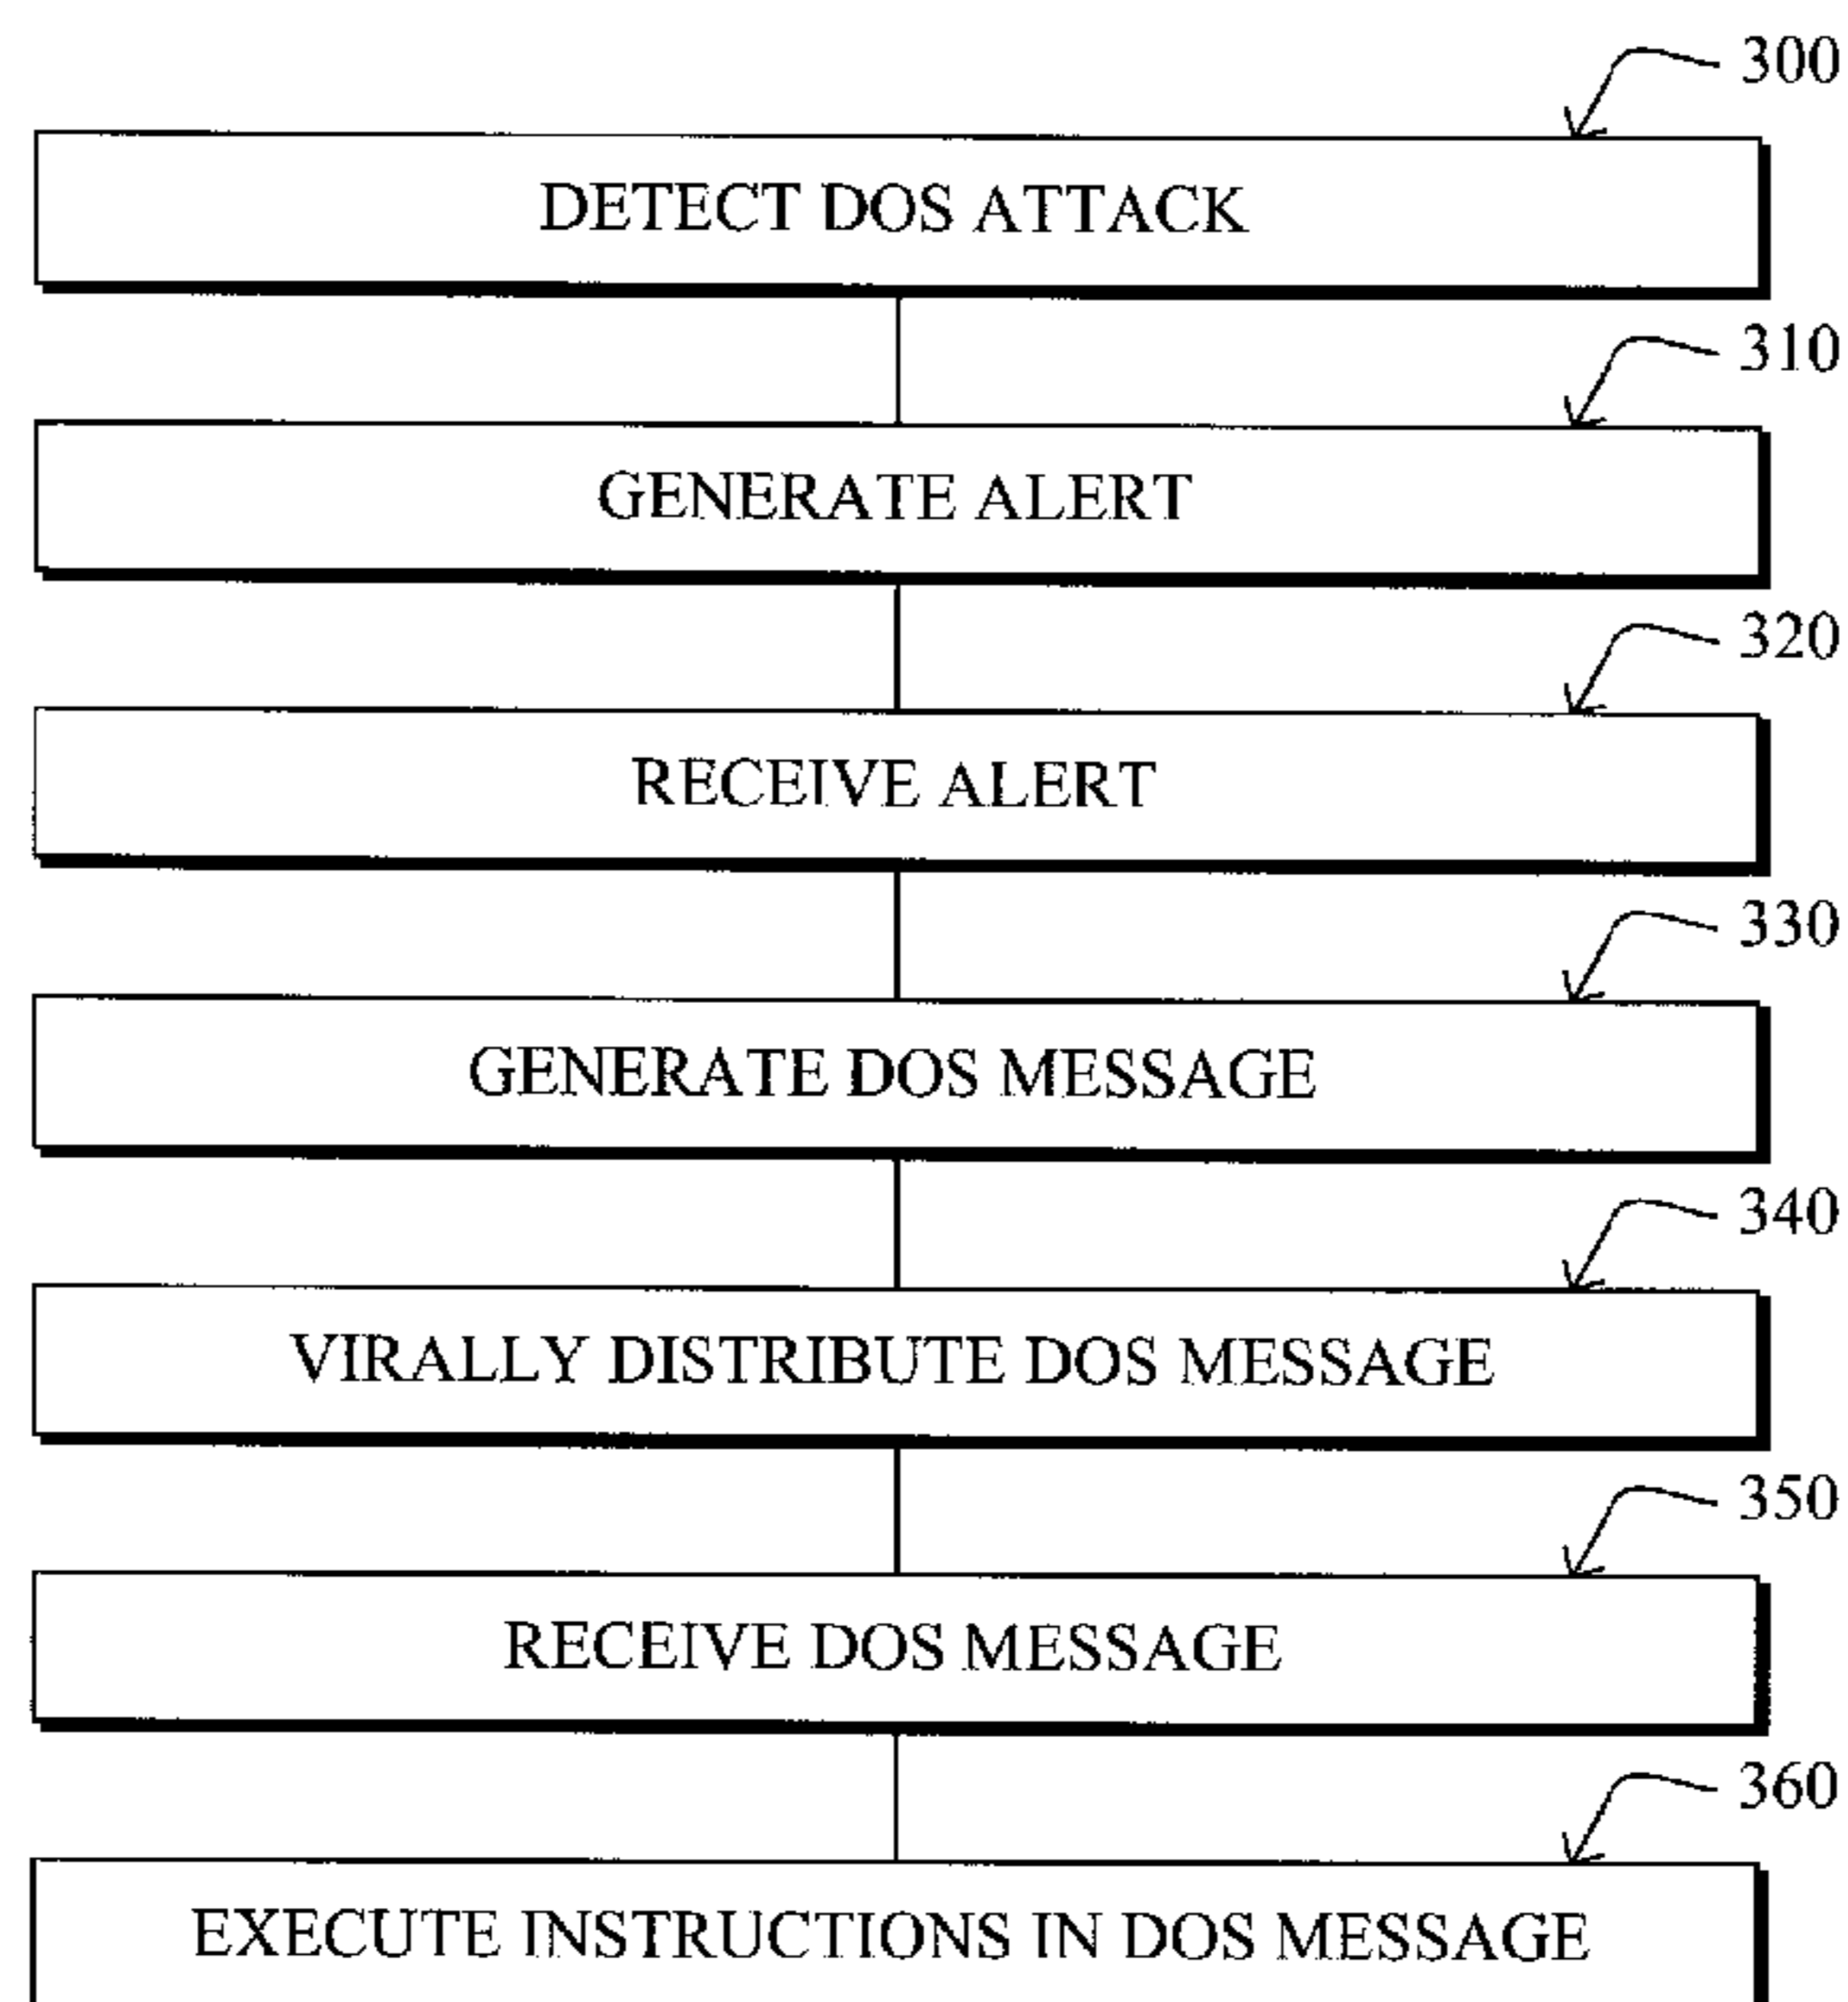 300
DETECT DOS ATTACK
310
GENERATE ALERT
320
RECEIVE ALERT
330
GENERATE DOS MESSAGE
340
VIRALLY DISTRIBUTE DOS MESSAGE
350
RECEIVE DOS MESSAGE
360
EXECUTE INSTRUCTIONS IN DOS MESSAGE